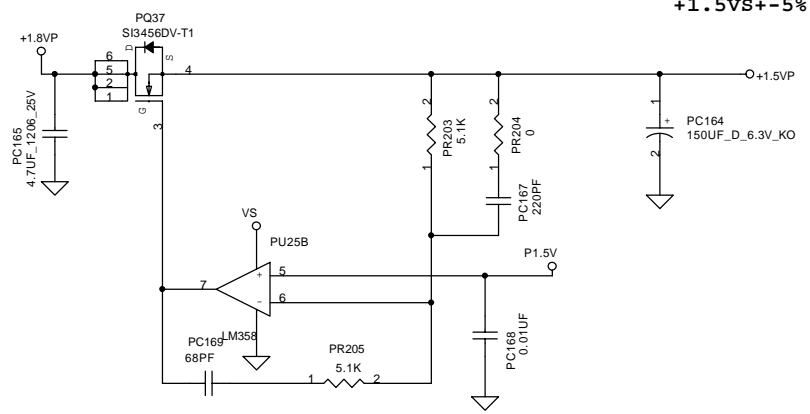 +1.5VS+-5%
PQ37
SI3456DV-T1
+1.8VP
D
S
G
6
5
2
1
4
3
+1.5VP
PC165
4.7UF_1206_25V
2
PR203
5.1K
1
2
PR204
0
1
PC167
220PF
1
+
2
PC164
150UF_D_6.3V_KO
VS
PU25B
P1.5V
+
5
7
-
6
LM358
PC168
0.01UF
PC169
68PF
PR205
5.1K
1
2